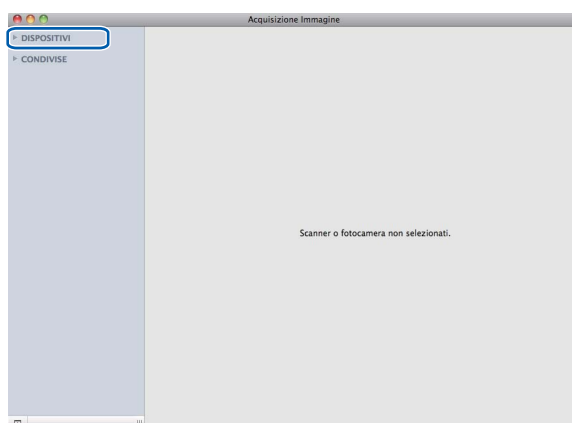 Acquisizione Immagine
DISPOSITIVI
CONDIVISE
Scanner o fotocamera non selezionati.